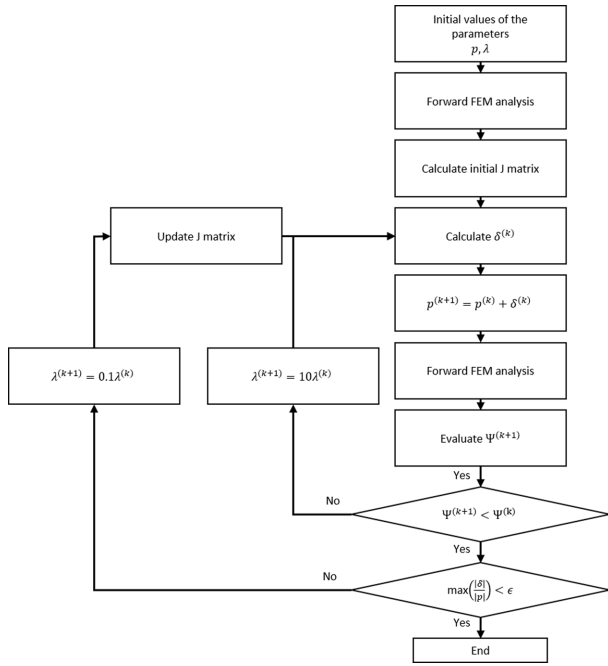 Initial values of the
parameters
p, λ
Forward FEM analysis
Calculate initial J matrix
Update J matrix
Calculate δ^(k)
p^(k+1) = p^(k) + δ^(k)
λ^(k+1) = 0.1λ^(k)
λ^(k+1) = 10λ^(k)
Forward FEM analysis
Evaluate Ψ^(k+1)
Yes
No
Ψ^(k+1) < Ψ^(k)
Yes
No
max(|δ|/|p|) < ϵ
Yes
End